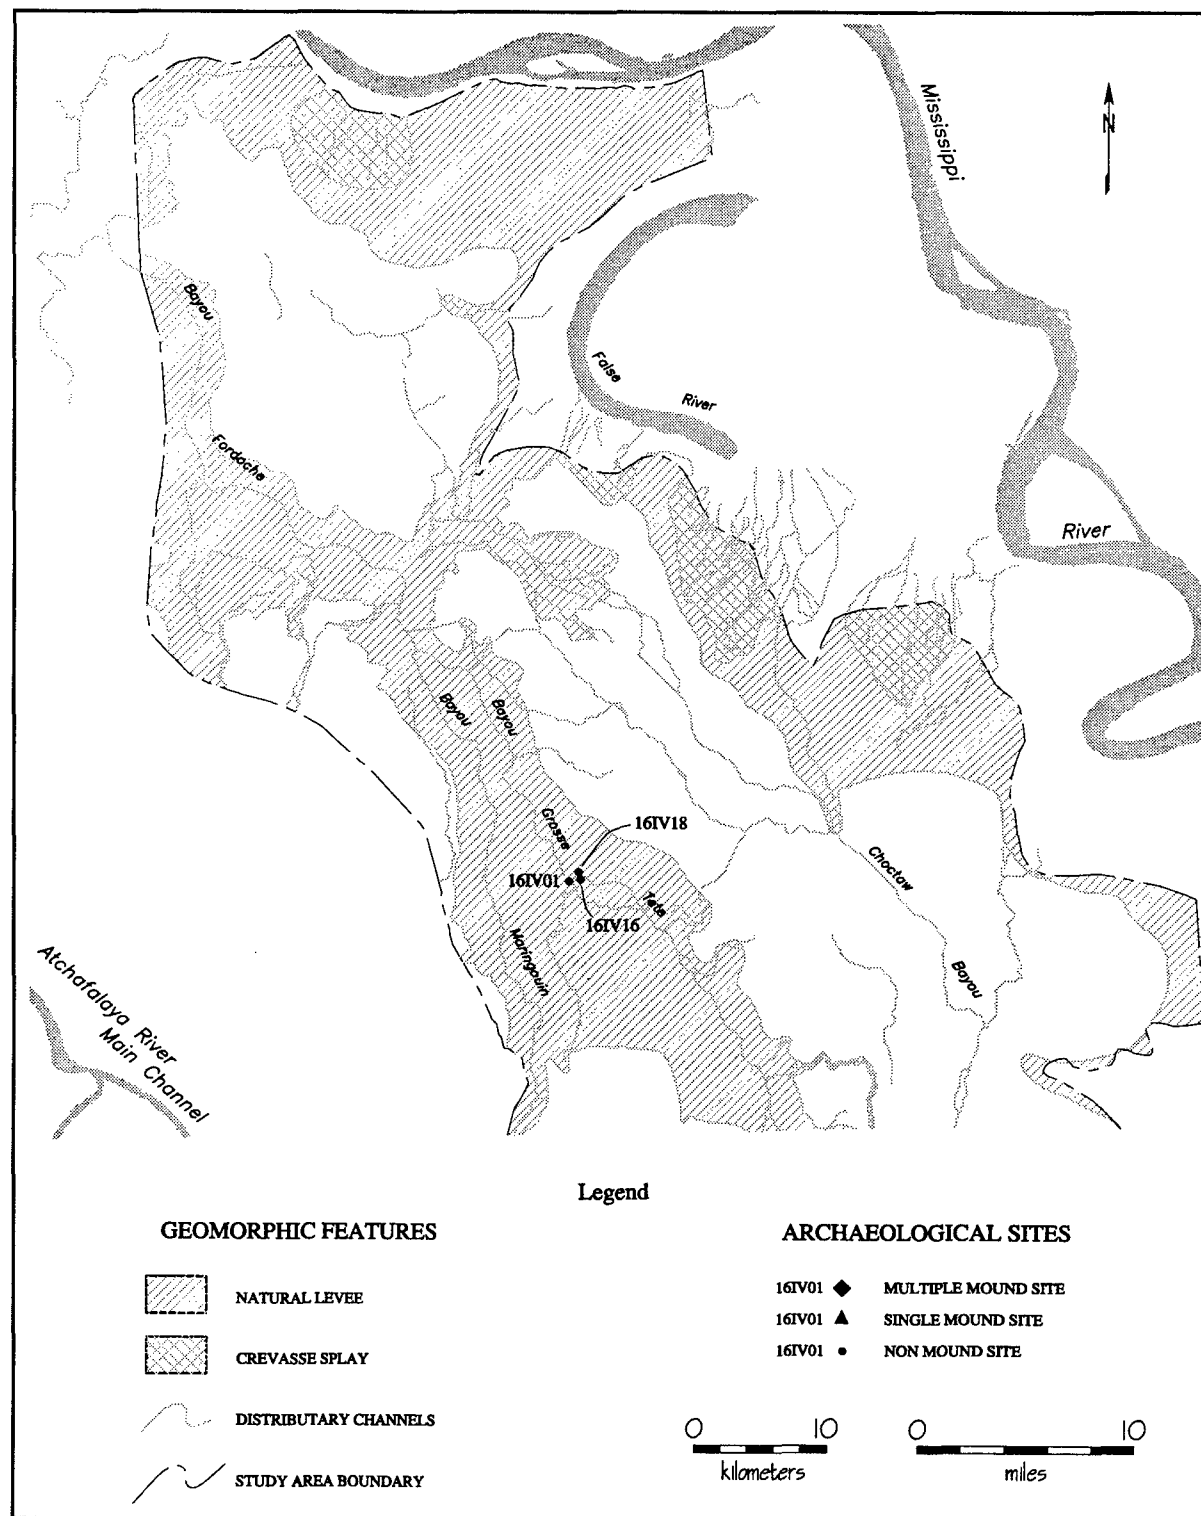 Mississippi
N
Bayou
False
River
Fordoche
River
Bayou
Bayou
Grosse
16IV18
Choctaw
16IV01
Tete
16IV16
Maringouin
Bayou
Atchafalaya River
Main Channel
Legend
GEOMORPHIC FEATURES
NATURAL LEVEE
CREVASSE SPLAY
DISTRIBUTARY CHANNELS
STUDY AREA BOUNDARY
ARCHAEOLOGICAL SITES
16IV01 MULTIPLE MOUND SITE
16IV01 SINGLE MOUND SITE
16IV01 NON MOUND SITE
0 10
kilometers
0 10
miles